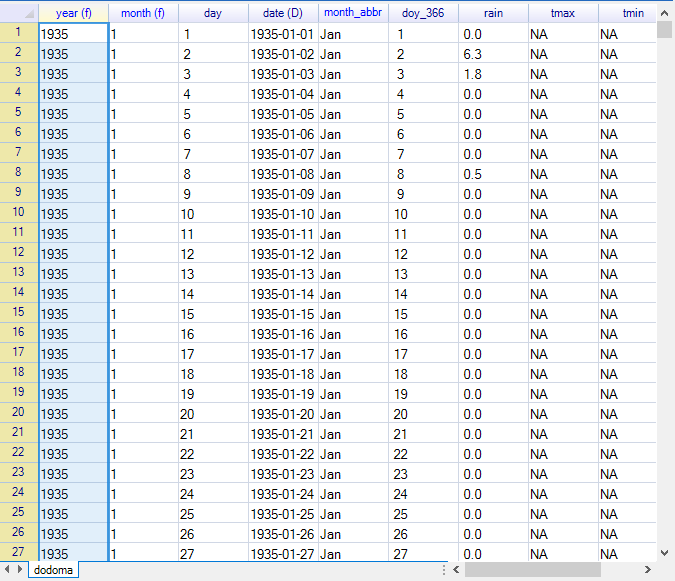 year (f) month (f) day date (D) month_abbr doy_366 rain tmax tmin
1 1935 1 1 1935-01-01 Jan 1 0.0 NA NA
2 1935 1 2 1935-01-02 Jan 2 6.3 NA NA
3 1935 1 3 1935-01-03 Jan 3 1.8 NA NA
4 1935 1 4 1935-01-04 Jan 4 0.0 NA NA
5 1935 1 5 1935-01-05 Jan 5 0.0 NA NA
6 1935 1 6 1935-01-06 Jan 6 0.0 NA NA
7 1935 1 7 1935-01-07 Jan 7 0.0 NA NA
8 1935 1 8 1935-01-08 Jan 8 0.5 NA NA
9 1935 1 9 1935-01-09 Jan 9 0.0 NA NA
10 1935 1 10 1935-01-10 Jan 10 0.0 NA NA
11 1935 1 11 1935-01-11 Jan 11 0.0 NA NA
12 1935 1 12 1935-01-12 Jan 12 0.0 NA NA
13 1935 1 13 1935-01-13 Jan 13 0.0 NA NA
14 1935 1 14 1935-01-14 Jan 14 0.0 NA NA
15 1935 1 15 1935-01-15 Jan 15 0.0 NA NA
16 1935 1 16 1935-01-16 Jan 16 0.0 NA NA
17 1935 1 17 1935-01-17 Jan 17 0.0 NA NA
18 1935 1 18 1935-01-18 Jan 18 0.0 NA NA
19 1935 1 19 1935-01-19 Jan 19 0.0 NA NA
20 1935 1 20 1935-01-20 Jan 20 0.0 NA NA
21 1935 1 21 1935-01-21 Jan 21 0.0 NA NA
22 1935 1 22 1935-01-22 Jan 22 0.0 NA NA
23 1935 1 23 1935-01-23 Jan 23 0.0 NA NA
24 1935 1 24 1935-01-24 Jan 24 0.0 NA NA
25 1935 1 25 1935-01-25 Jan 25 0.0 NA NA
26 1935 1 26 1935-01-26 Jan 26 0.0 NA NA
27 1935 1 27 1935-01-27 Jan 27 0.0 NA NA
dodoma